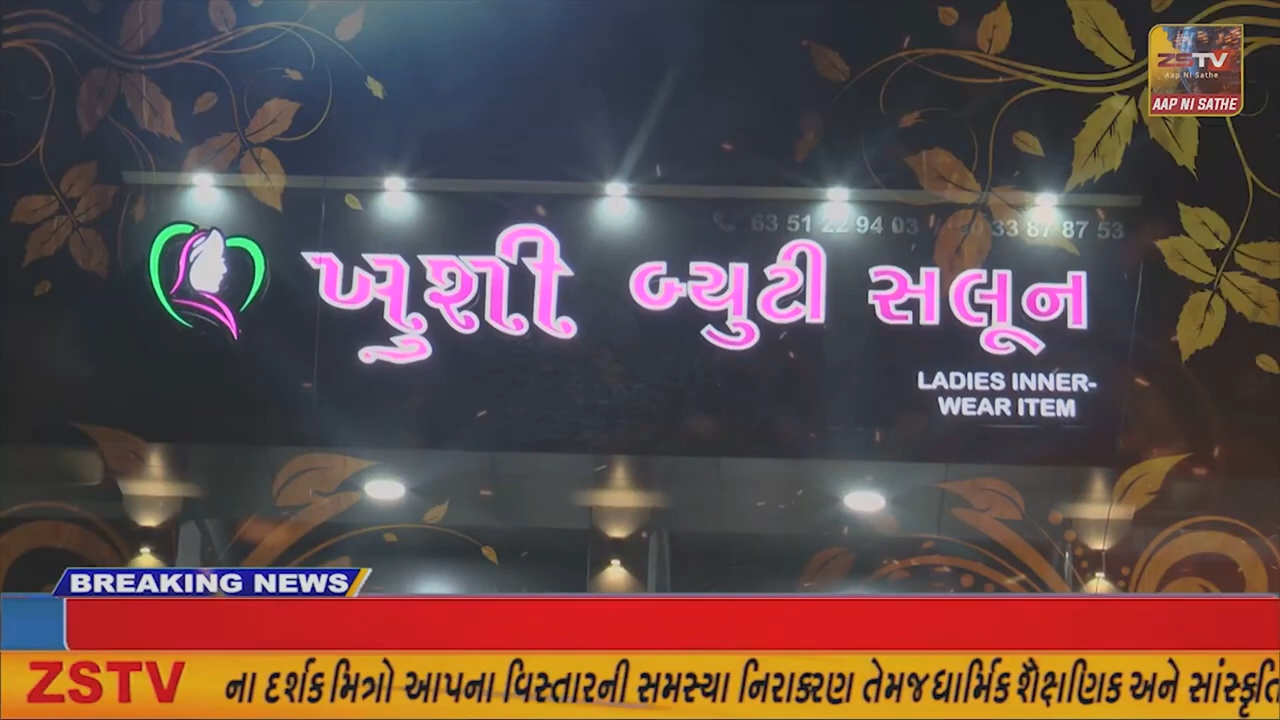 ZSTV
Aap Ni Sathe
AAP NI SATHE
63 51 22 94 03
33 87 87 53
ખુશી બ્યુટી સલૂન
LADIES INNER-
WEAR ITEM
BREAKING NEWS
ZSTV ના દર્શક મિત્રો આપના વિસ્તારની સમસ્યા નિરાકરણ તેમજ ધાર્મિક શૈક્ષણિક અને સાંસ્કૃતિ